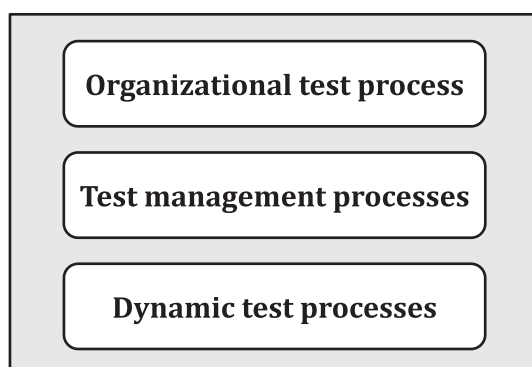 Organizational test process
Test management processes
Dynamic test processes